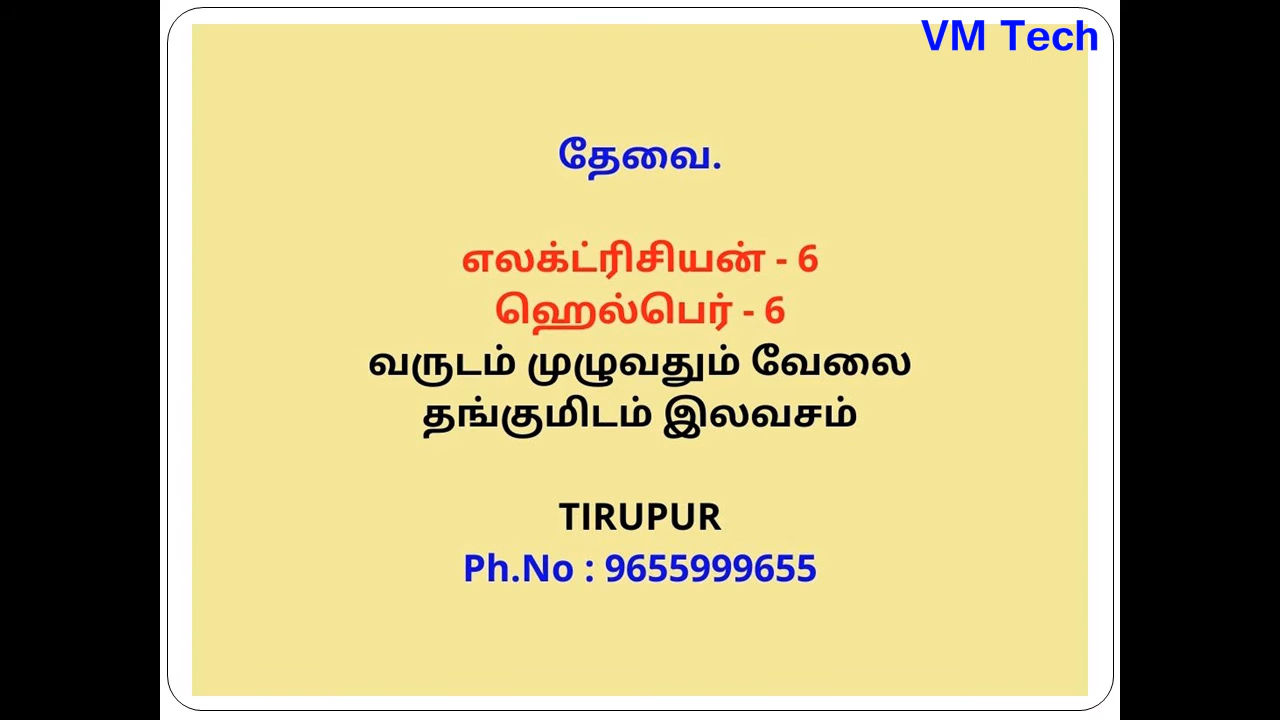 VM Tech
தேவை.
எலக்ட்ரிசியன் - 6
ஹெல்பெர் - 6
வருடம் முழுவதும் வேலை
தங்குமிடம் இலவசம்
TIRUPUR
Ph.No : 9655999655